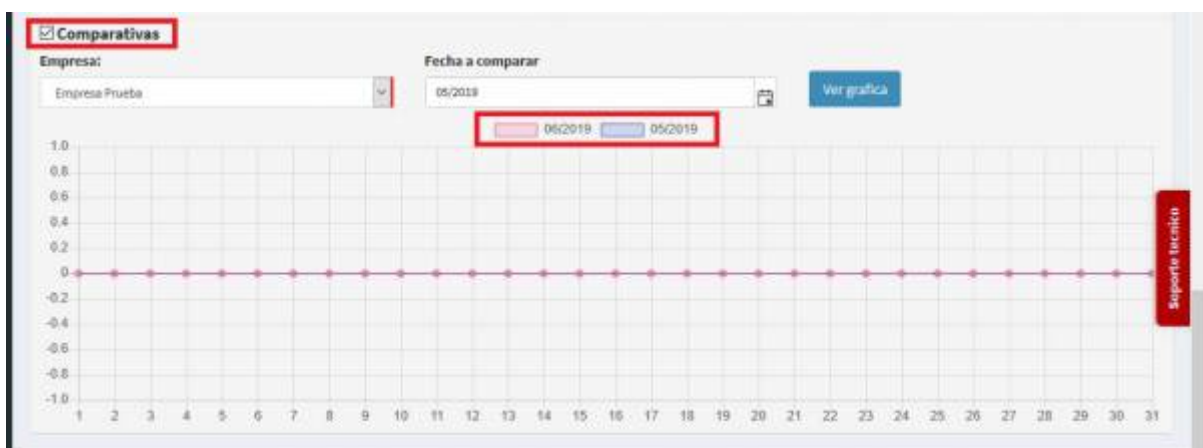 Comparativas
Empresa:
Fecha a comparar
Empresa Prueba
05/2019
Ver grafica
06/2019 05/2019
1.0
0.8
0.6
0.4
0.2
0
-0.2
-0.4
-0.6
-0.8
-1.0
1 2 3 4 5 6 7 8 9 10 11 12 13 14 15 16 17 18 19 20 21 22 23 24 25 26 27 28 29 30 31
Soporte tecnico